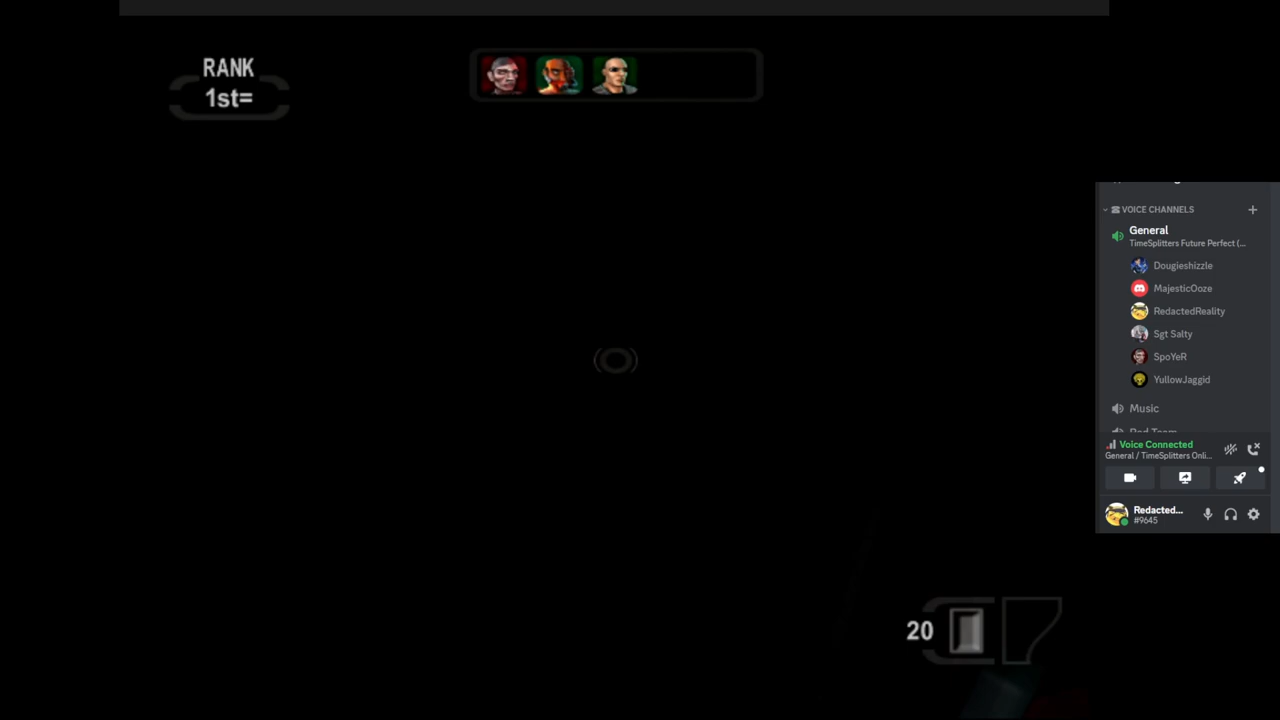 RANK
1st=
VOICE CHANNELS
General
TimeSplitters Future Perfect (...
Dougieshizzle
MajesticOoze
RedactedReality
Sgt Salty
SpoYeR
YullowJaggid
Music
Voice Connected
General / TimeSplitters Onli...
Redacted...
#9645
20